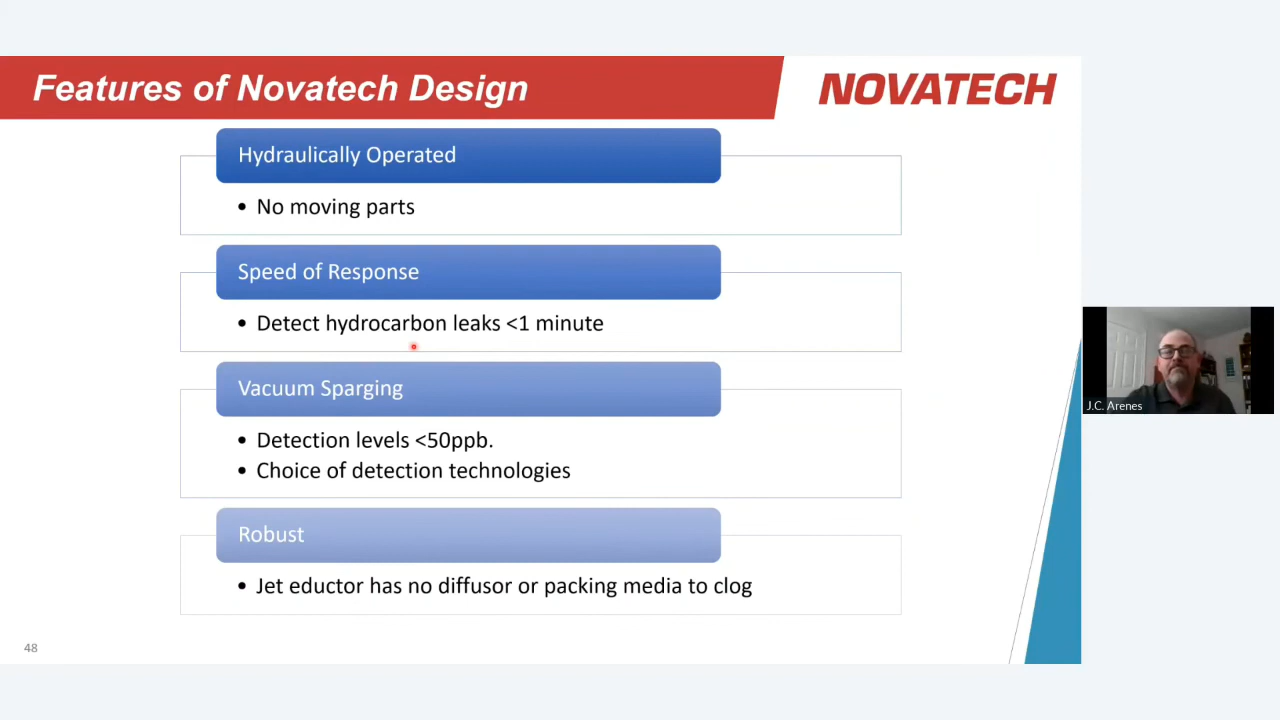 Features of Novatech Design
NOVATECH
Hydraulically Operated
• No moving parts
Speed of Response
• Detect hydrocarbon leaks <1 minute
Vacuum Sparging
• Detection levels <50ppb.
• Choice of detection technologies
Robust
• Jet eductor has no diffusor or packing media to clog
J.C. Arenes
48